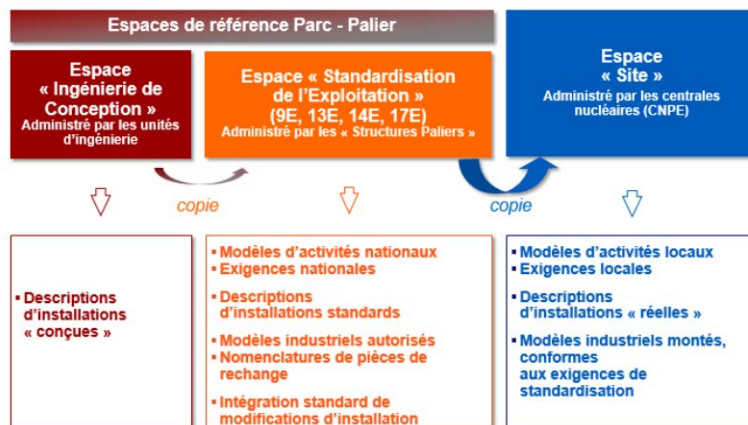 Espaces de référence Parc - Palier
Espace
« Ingénierie de
Conception »
Administré par les unités
d'ingénierie
Espace « Standardisation
de l'Exploitation »
(9E, 13E, 14E, 17E)
Administré par les « Structures Paliers »
Espace
« Site »
Administré par les centrales
nucléaires (CNPE)
copie
copie
▪ Descriptions
d'installations
« conçues »
▪ Modèles d'activités nationaux
▪ Exigences nationales
▪ Descriptions
d'installations standards
▪ Modèles industriels autorisés
▪ Nomenclatures de pièces de
rechange
▪ Intégration standard de
modifications d'installation
▪ Modèles d'activités locaux
▪ Exigences locales
▪ Descriptions
d'installations « réelles »
▪ Modèles industriels montés,
conformes
aux exigences de
standardisation